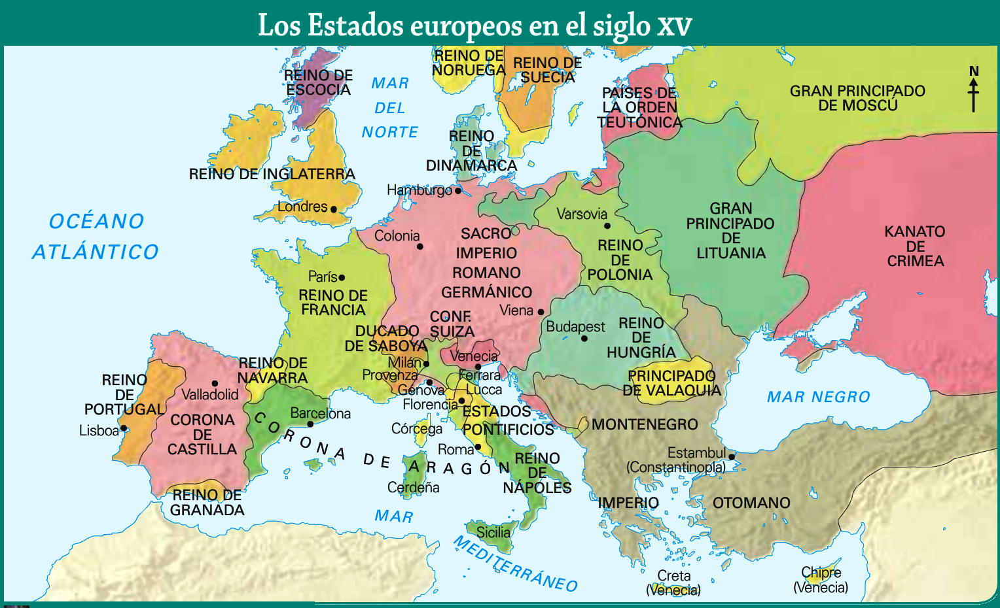 Los Estados europeos en el siglo XV
REINO DE
ESCOCIA
MAR
DEL
NORTE
REINO DE
NORUEGA
REINO DE
SUECIA
PAÍSES DE
LA ORDEN
TEUTÓNICA
GRAN PRINCIPADO
DE MOSCÚ
N
REINO
DE
DINAMARCA
REINO DE INGLATERRA
Londres
Hamburgo
OCÉANO
ATLÁNTICO
Colonia
SACRO
IMPERIO
ROMANO
GERMÁNICO
Varsovia
REINO
DE
POLONIA
GRAN
PRINCIPADO
DE
LITUANIA
KANATO
DE
CRIMEA
París
REINO DE
FRANCIA
Viena
CONF.
SUIZA
DUCADO
DE SABOYA
Budapest
REINO
DE
HUNGRÍA
Milán
Venecia
Provenza
Ferrara
Génova
Lucca
Florencia
REINO DE
NAVARRA
PRINCIPADO
DE VALAQUIA
MAR NEGRO
REINO
DE
PORTUGAL
Valladolid
Lisboa
CORONA
DE
CASTILLA
Barcelona
CORONA DE ARAGÓN
Córcega
ESTADOS
PONTIFICIOS
Roma
MONTENEGRO
Estambul
(Constantinopla)
REINO
DE
NÁPOLES
Cerdeña
REINO DE
GRANADA
IMPERIO OTOMANO
MAR
MEDITERRÁNEO
Sicilia
Creta
(Venecia)
Chipre
(Venecia)